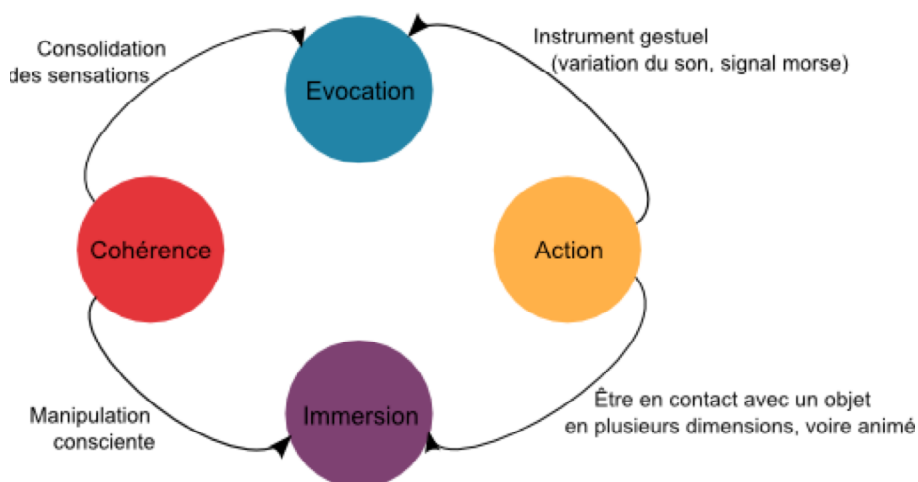 Consolidation
des sensations
Instrument gestuel
(variation du son, signal morse)
Evocation
Cohérence
Action
Immersion
Manipulation
consciente
Être en contact avec un objet
en plusieurs dimensions, voire animé